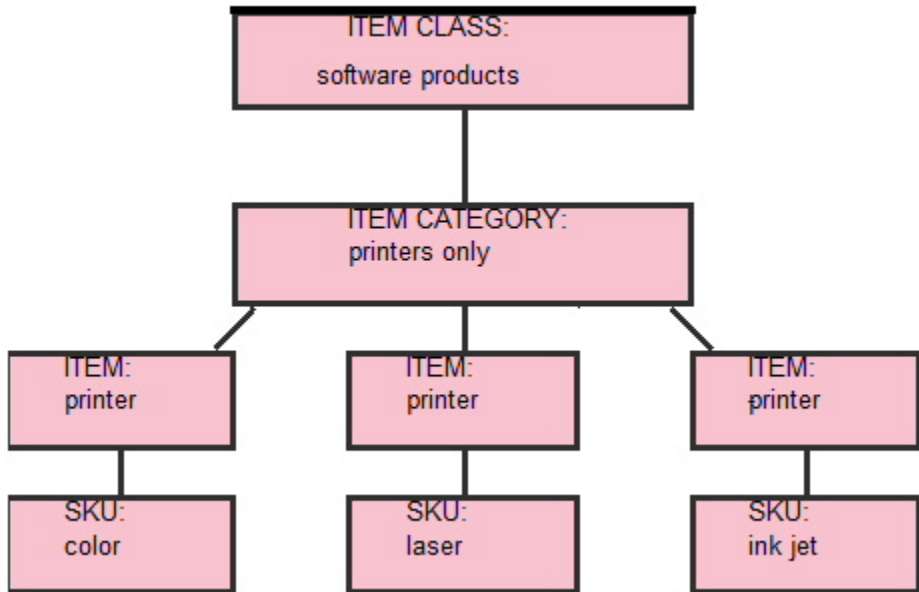 ITEM CLASS:
software products
ITEM CATEGORY:
printers only
ITEM:
printer
ITEM:
printer
ITEM:
-printer
SKU:
color
SKU:
laser
SKU:
ink jet